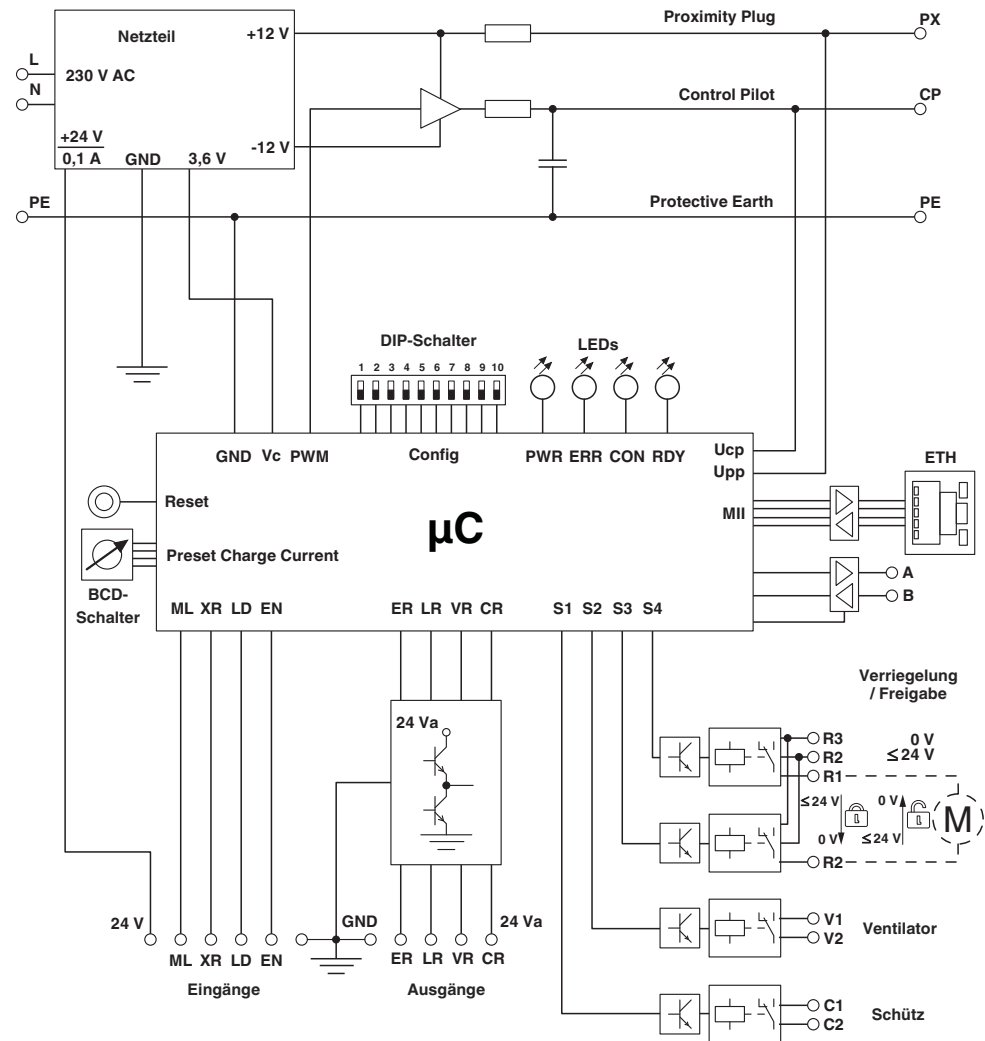 Netzteil
+12 V
Proximity Plug
PX
L
230 V AC
N
Control Pilot
CP
+24 V
0,1 A
GND
3,6 V
-12 V
PE
Protective Earth
PE
DIP-Schalter
1 2 3 4 5 6 7 8 9 10
LEDs
GND Vc PWM
Config
PWR ERR CON RDY
Ucp
Upp
ETH
Reset
MII
µC
Preset Charge Current
BCD-
Schalter
A
B
ML XR LD EN
ER LR VR CR
S1 S2 S3 S4
Verriegelung
/ Freigabe
24 Va
R3
0 V
R2
≤ 24 V
R1
≤ 24 V
0 V
M
0 V
≤ 24 V
R2
24 V
GND
24 Va
V1
V2
Ventilator
ML XR LD EN
ER LR VR CR
Eingänge
Ausgänge
C1
C2
Schütz